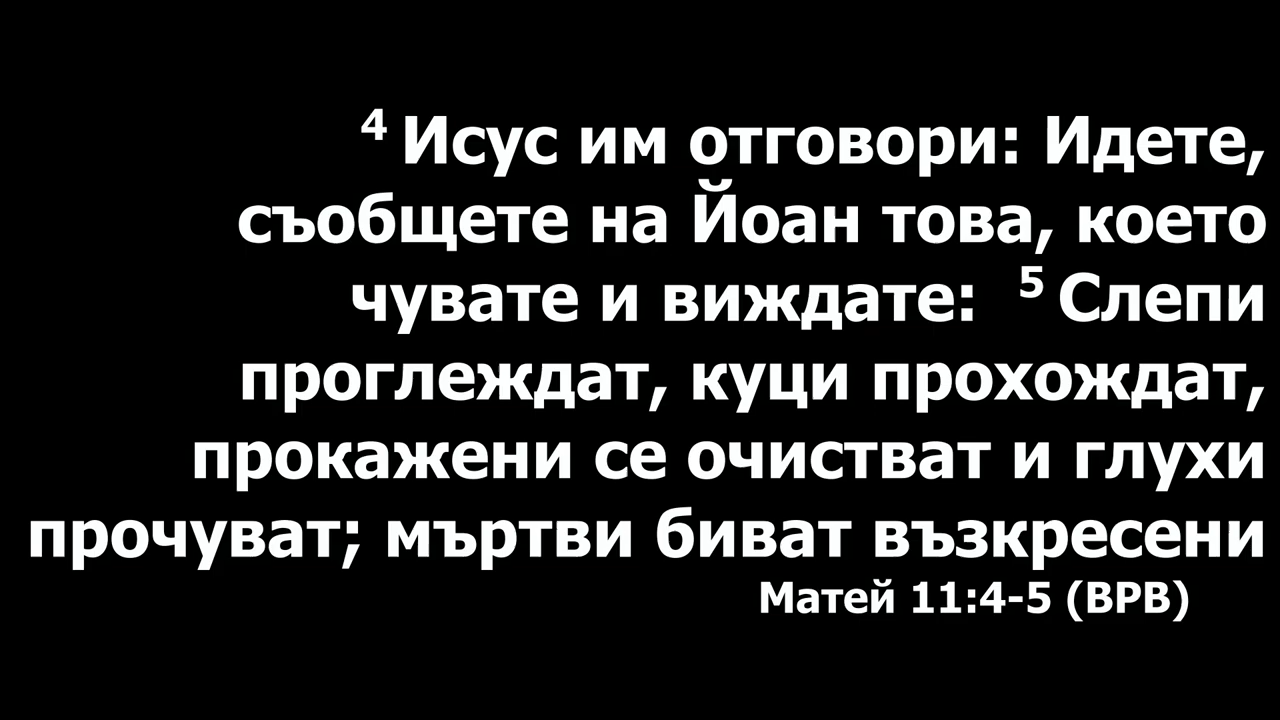 4 Исус им отговори: Идете,
съобщете на Йоан това, което
чувате и виждате: 5 Слепи
проглеждат, куци прохождат,
прокажени се очистват и глухи
прочуват; мъртви биват възкресени
Матей 11:4-5 (ВРВ)